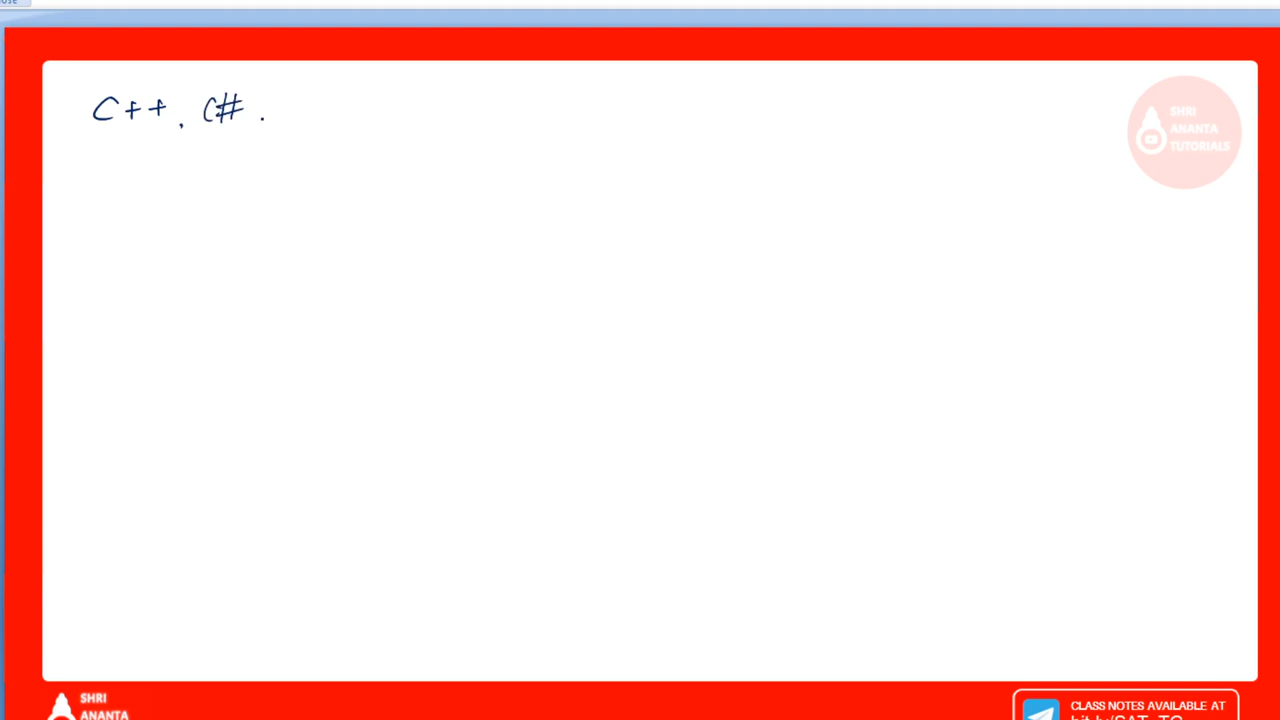 C++, C# .
SHRI
ANANTA
TUTORIALS
SHRI
ANANTA
CLASS NOTES AVAILABLE AT